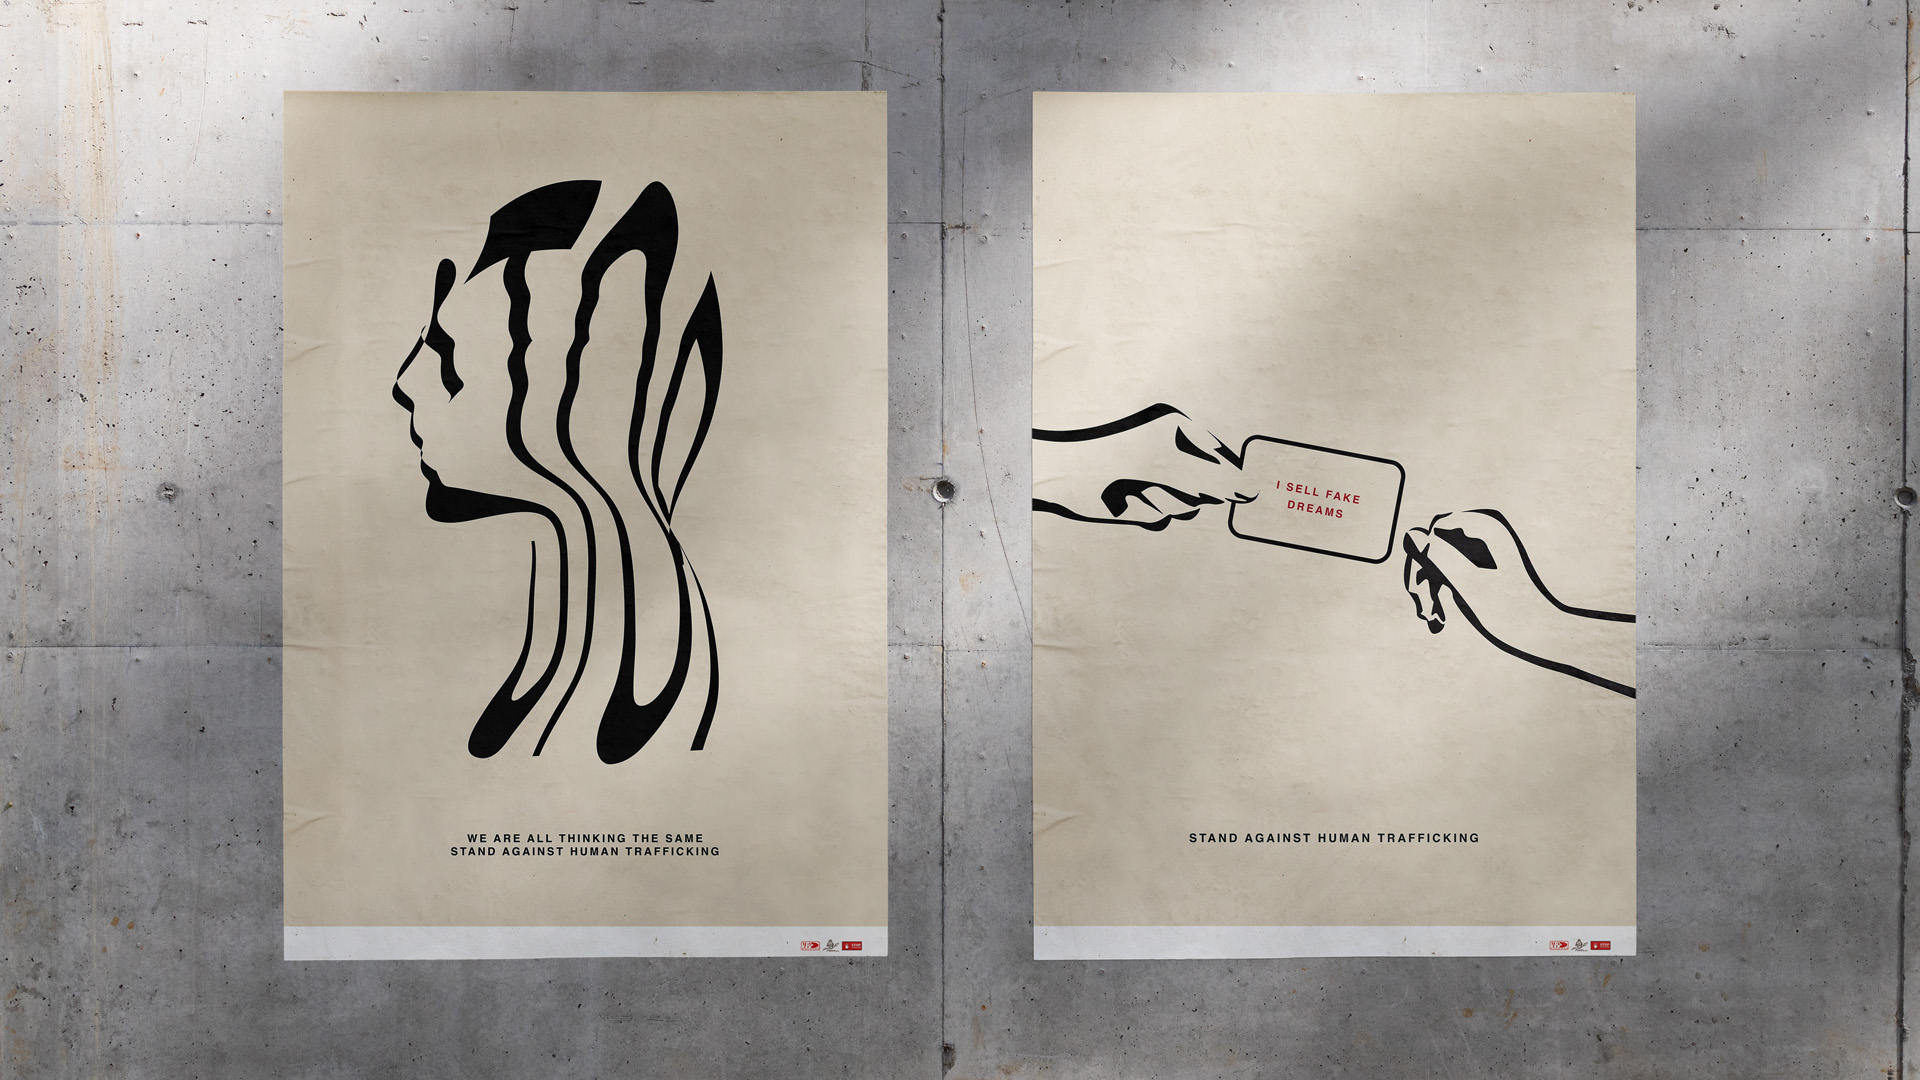 WE ARE ALL THINKING THE SAME
STAND AGAINST HUMAN TRAFFICKING
I SELL FAKE
DREAMS
STAND AGAINST HUMAN TRAFFICKING